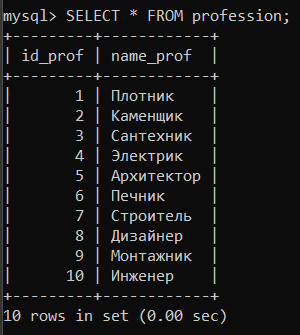 mysql> SELECT * FROM profession;
+---------+------------+
| id_prof | name_prof  |
+---------+------------+
|       1 | Плотник    |
|       2 | Каменщик   |
|       3 | Сантехник  |
|       4 | Электрик   |
|       5 | Архитектор |
|       6 | Печник     |
|       7 | Строитель  |
|       8 | Дизайнер   |
|       9 | Монтажник  |
|      10 | Инженер    |
+---------+------------+
10 rows in set (0.00 sec)